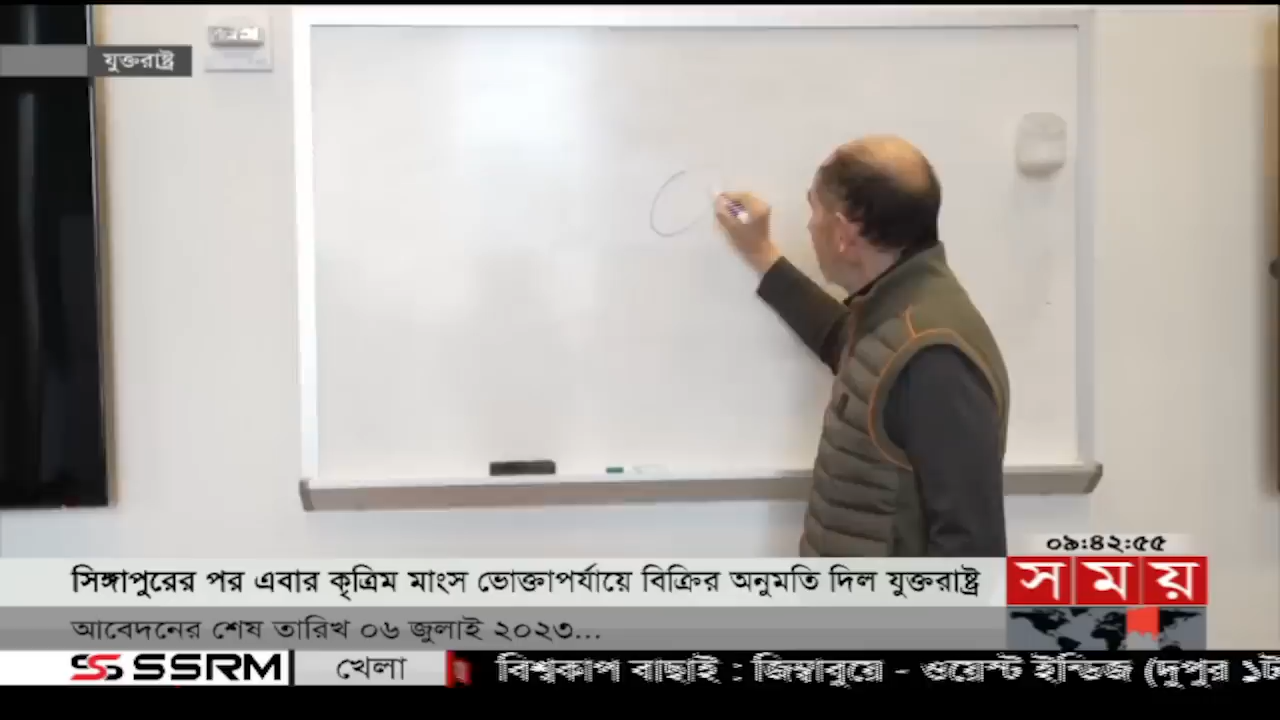 যুক্তরাষ্ট্র
০৯:৪২:৫৫
সিঙ্গাপুরের পর এবার কৃত্রিম মাংস ভোক্তাপর্যায়ে বিক্রির অনুমতি দিল যুক্তরাষ্ট্র
সময়
আবেদনের শেষ তারিখ ০৬ জুলাই ২০২৩...
SSRM
খেলা
বিশ্বকাপ বাছাই : জিম্বাবুয়ে - ওয়েস্ট ইন্ডিজ (দুপুর ১ট